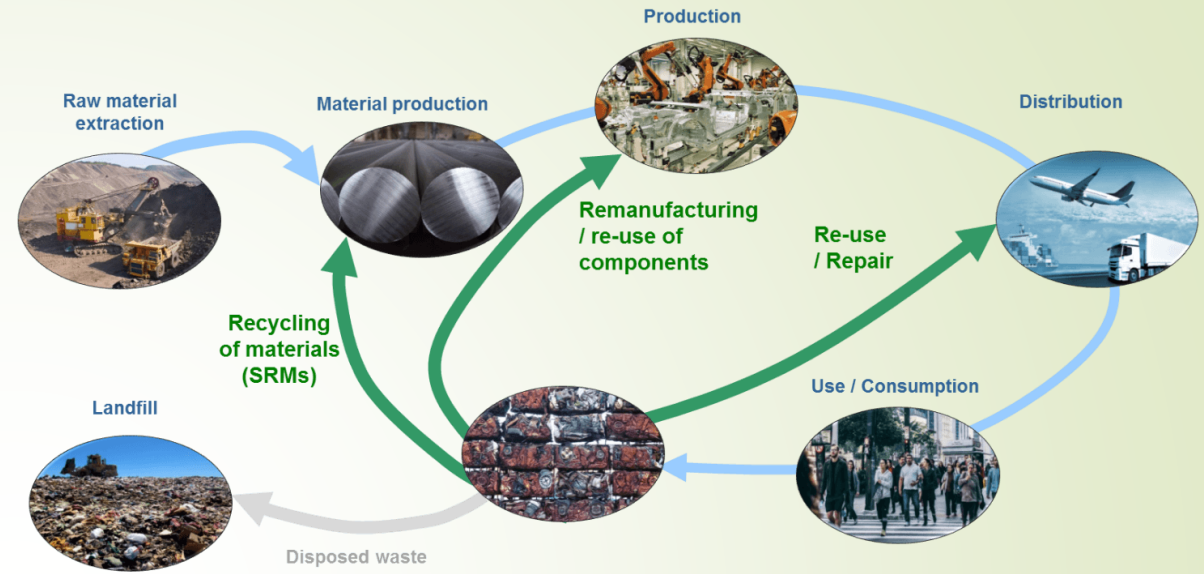 Production
Raw material
extraction
Material production
Distribution
Remanufacturing
/ re-use of
components
Re-use
/ Repair
Recycling
of materials
(SRMs)
Use / Consumption
Landfill
Disposed waste